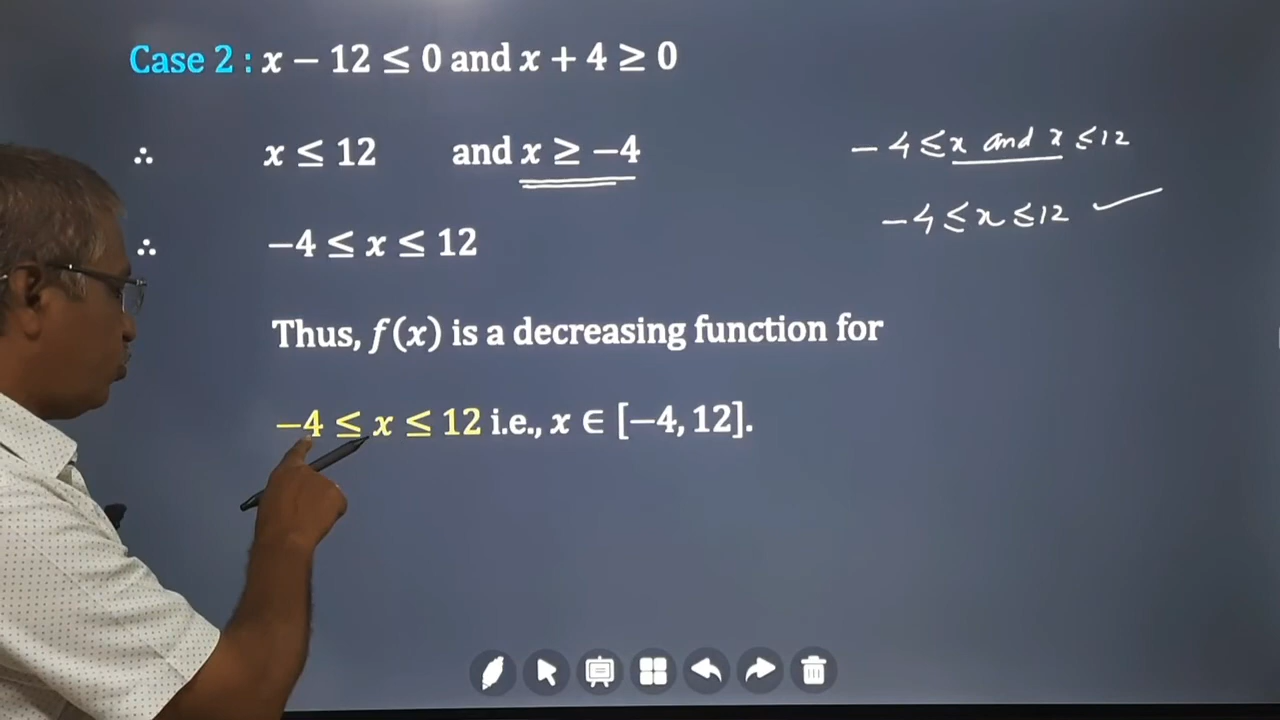 Case 2 : x − 12 ≤ 0 and x + 4 ≥ 0
∴ x ≤ 12 and x ≥ −4
−4 ≤ x and x ≤ 12
−4 ≤ x ≤ 12
∴ −4 ≤ x ≤ 12
Thus, f(x) is a decreasing function for
−4 ≤ x ≤ 12 i.e., x ∈ [−4, 12].